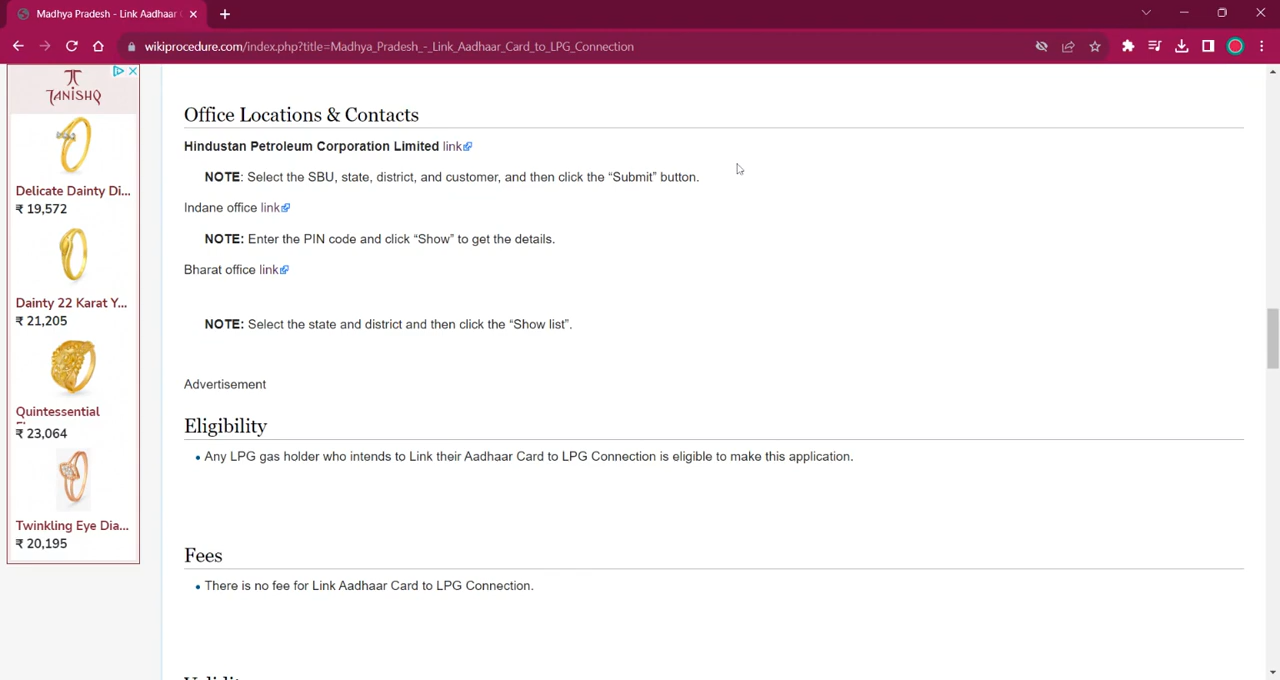 Madhya Pradesh - Link Aadhaar
wikiprocedure.com/index.php?title=Madhya_Pradesh_-_Link_Aadhaar_Card_to_LPG_Connection
TANISHQ
Delicate Dainty Di...
₹ 19,572
Dainty 22 Karat Y...
₹ 21,205
Quintessential
₹ 23,064
Twinkling Eye Dia...
₹ 20,195
Office Locations & Contacts
Hindustan Petroleum Corporation Limited link
NOTE: Select the SBU, state, district, and customer, and then click the “Submit” button.
Indane office link
NOTE: Enter the PIN code and click “Show” to get the details.
Bharat office link
NOTE: Select the state and district and then click the “Show list”.
Advertisement
Eligibility
Any LPG gas holder who intends to Link their Aadhaar Card to LPG Connection is eligible to make this application.
Fees
There is no fee for Link Aadhaar Card to LPG Connection.